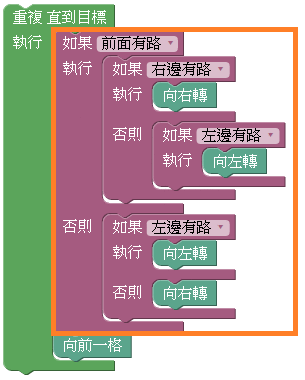 重複 直到目標
執行 如果 前面有路
執行 如果 右邊有路
執行 向右轉
否則 如果 左邊有路
執行 向左轉
否則 如果 左邊有路
執行 向左轉
否則 向右轉
向前一格